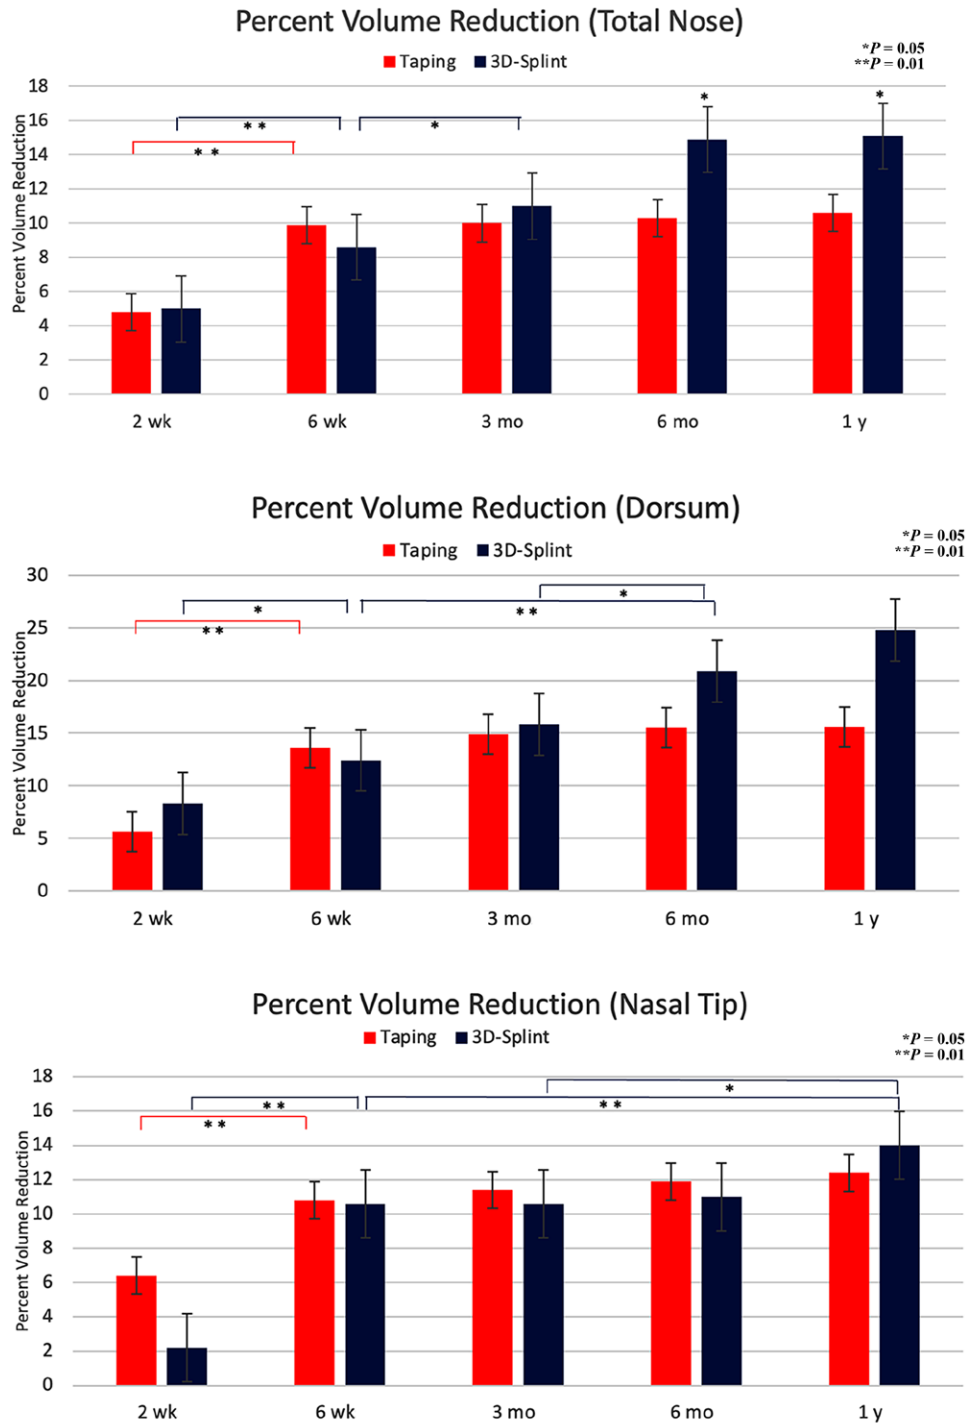 Percent Volume Reduction (Total Nose)
Taping 3D-Splint
*P = 0.05
**P = 0.01
Percent Volume Reduction
18
16
14
12
10
8
6
4
2
0
* *
* *
*
*
*
2 wk 6 wk 3 mo 6 mo 1 y
Percent Volume Reduction (Dorsum)
Taping 3D-Splint
*P = 0.05
**P = 0.01
Percent Volume Reduction
30
25
20
15
10
5
0
*
* *
*
* *
2 wk 6 wk 3 mo 6 mo 1 y
Percent Volume Reduction (Nasal Tip)
Taping 3D-Splint
*P = 0.05
**P = 0.01
Percent Volume Reduction
18
16
14
12
10
8
6
4
2
0
* *
* *
*
* *
2 wk 6 wk 3 mo 6 mo 1 y